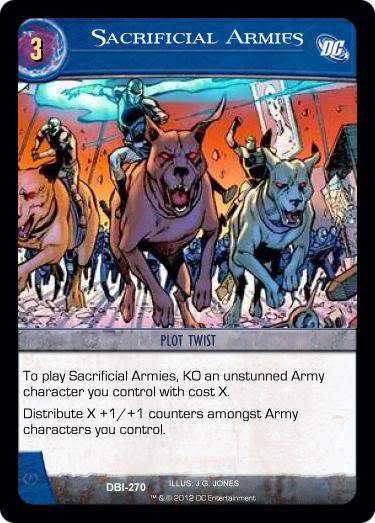 3
SACRIFICIAL ARMIES
DC
PLOT TWIST
To play Sacrificial Armies, KO an unstunned Army
character you control with cost X.
Distribute X +1/+1 counters amongst Army
characters you control.
DBI-270
ILLUS: J.G. JONES
™ & © 2012 DC Entertainment